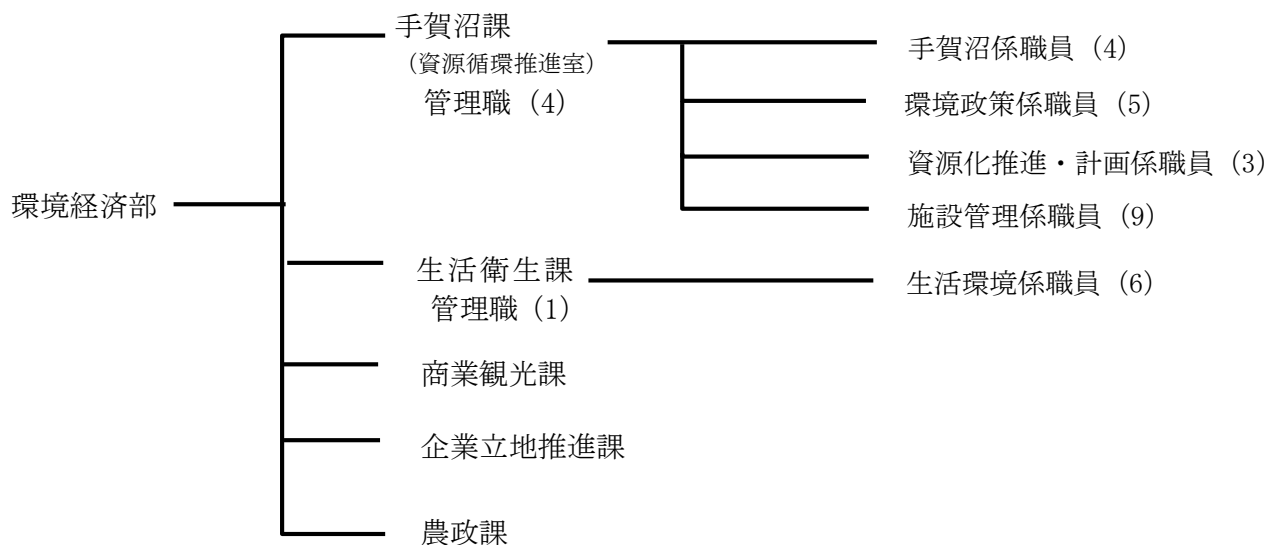 手賀沼課
（資源循環推進室）
管理職（4）
手賀沼係職員（4）
環境政策係職員（5）
資源化推進・計画係職員（3）
施設管理係職員（9）
環境経済部
生活衛生課
管理職（1）
生活環境係職員（6）
商業観光課
企業立地推進課
農政課